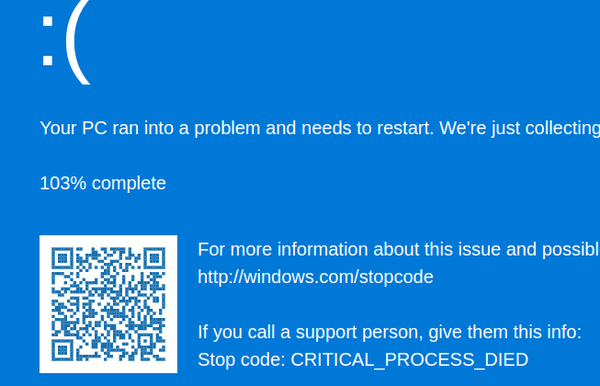 :(
Your PC ran into a problem and needs to restart. We're just collecting
103% complete
For more information about this issue and possibl
http://windows.com/stopcode
If you call a support person, give them this info:
Stop code: CRITICAL_PROCESS_DIED